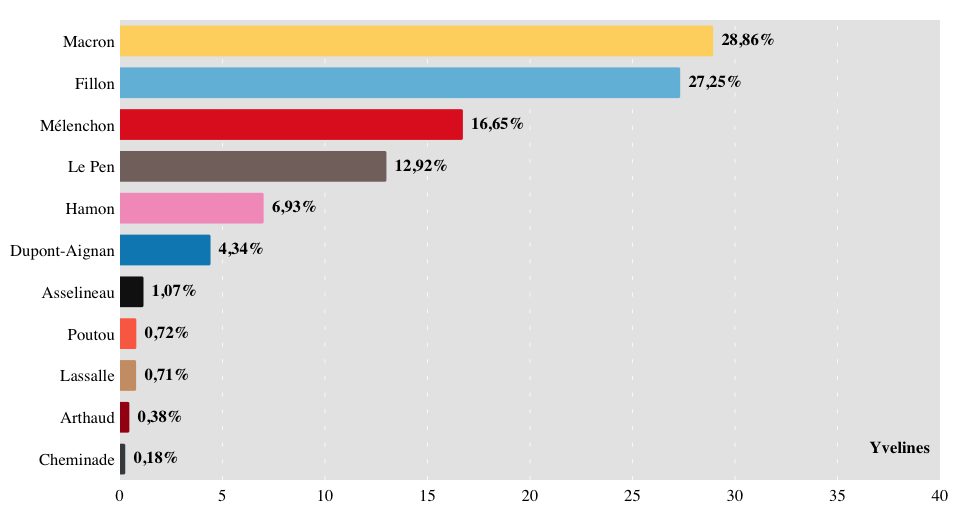 Macron 28,86%
Fillon 27,25%
Mélenchon 16,65%
Le Pen 12,92%
Hamon 6,93%
Dupont-Aignan 4,34%
Asselineau 1,07%
Poutou 0,72%
Lassalle 0,71%
Arthaud 0,38%
Yvelines
Cheminade 0,18%
0 5 10 15 20 25 30 35 40